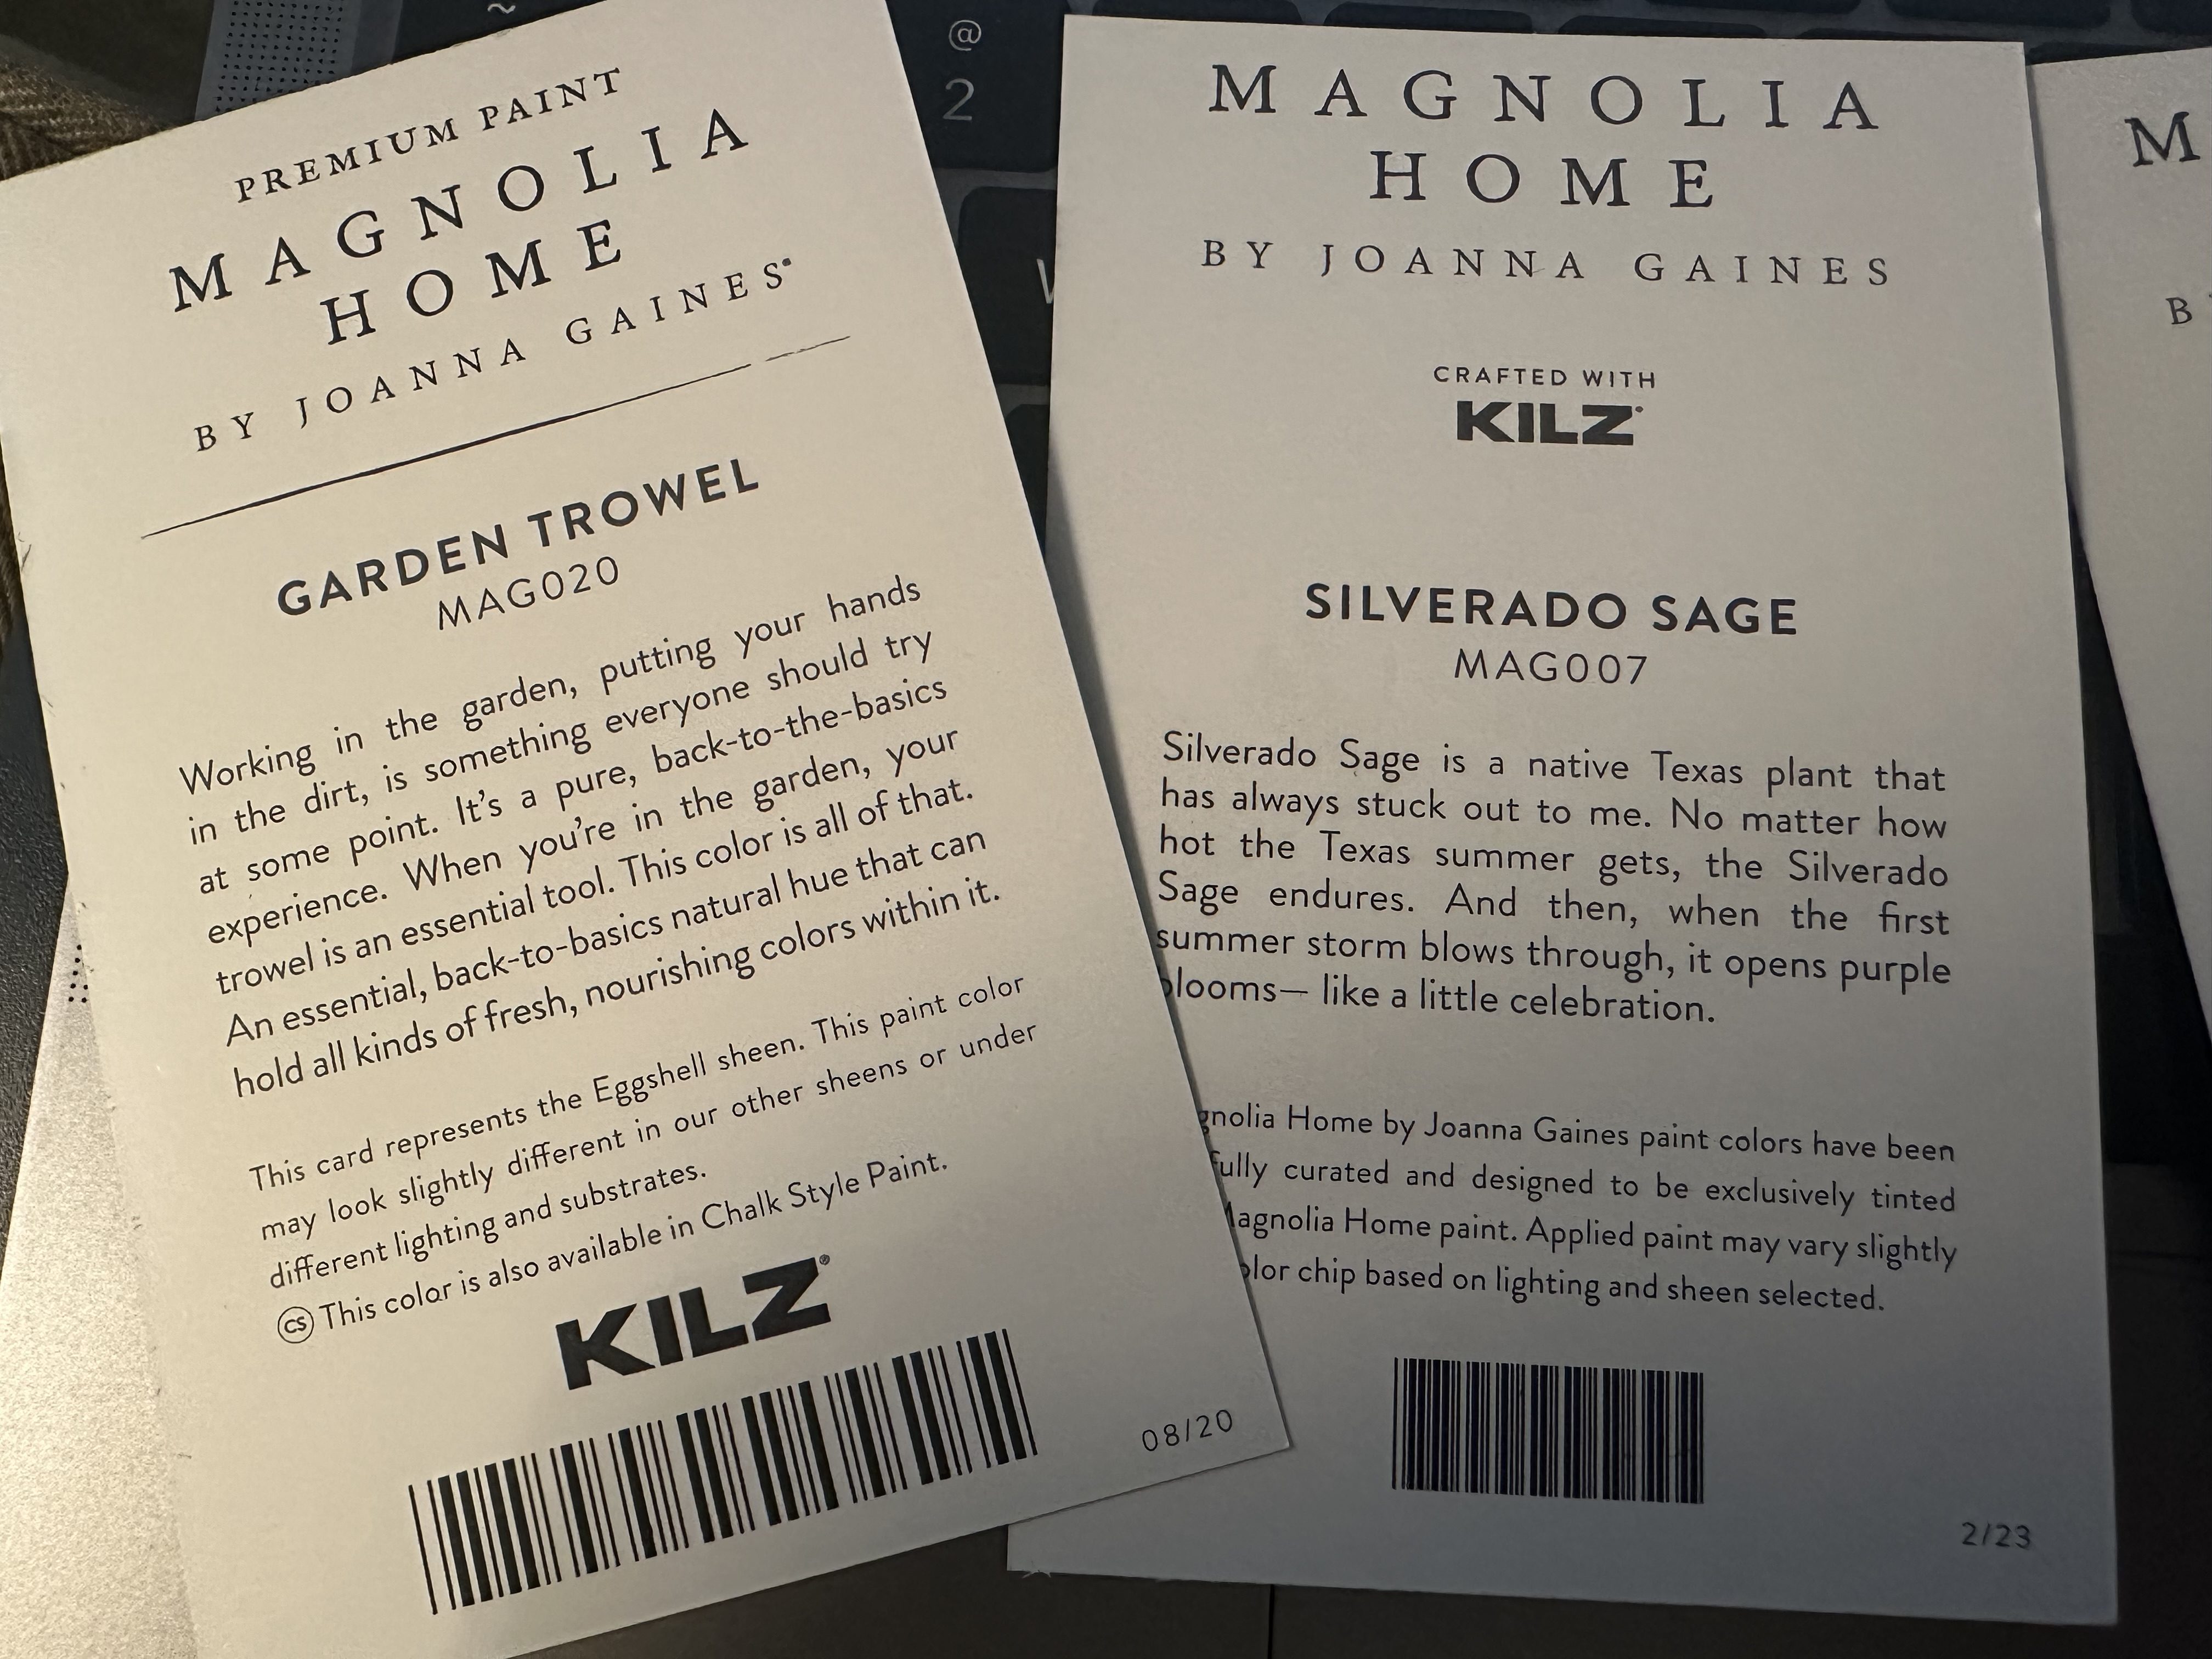 ~
@
2
PREMIUM PAINT
MAGNOLIA
HOME
BY JOANNA GAINES
GARDEN TROWEL
MAG020
Working in the garden, putting your hands
in the dirt, is something everyone should try
at some point. It's a pure, back-to-the-basics
experience. When you're in the garden, your
trowel is an essential tool. This color is all of that.
An essential, back-to-basics natural hue that can
hold all kinds of fresh, nourishing colors within it.
This card represents the Eggshell sheen. This paint color
may look slightly different in our other sheens or under
different lighting and substrates.
CS This color is also available in Chalk Style Paint.
KILZ®
08/20
MAGNOLIA
HOME
BY JOANNA GAINES
CRAFTED WITH
KILZ
SILVERADO SAGE
MAG007
Silverado Sage is a native Texas plant that
has always stuck out to me. No matter how
hot the Texas summer gets, the Silverado
Sage endures. And then, when the first
summer storm blows through, it opens purple
blooms— like a little celebration.
gnolia Home by Joanna Gaines paint colors have been
fully curated and designed to be exclusively tinted
Magnolia Home paint. Applied paint may vary slightly
olor chip based on lighting and sheen selected.
2/23
M
B